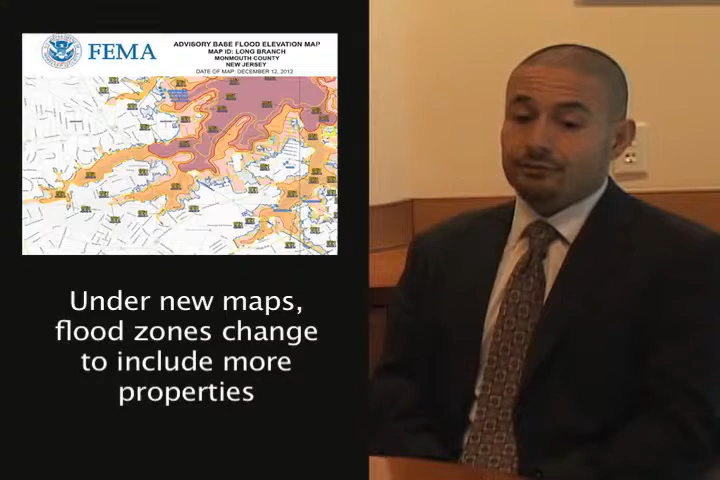 FEMA
ADVISORY BASE FLOOD ELEVATION MAP
MAP ID: LONG BRANCH
MONMOUTH COUNTY
NEW JERSEY
DATE OF MAP: DECEMBER 12, 2012
Under new maps,
flood zones change
to include more
properties